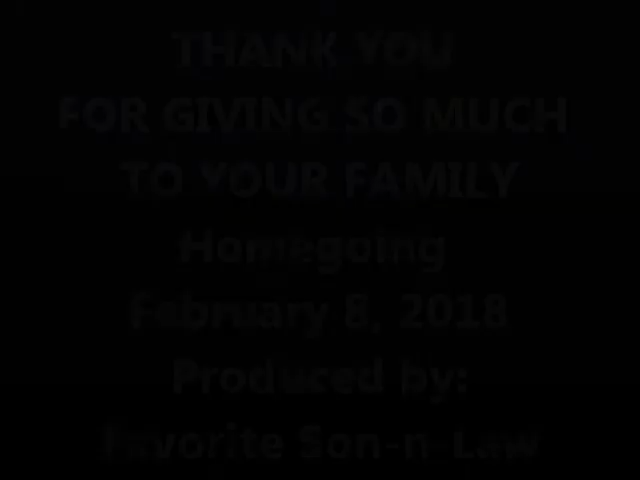 THANK YOU
FOR GIVING SO MUCH
TO YOUR FAMILY
Homegoing
February 8, 2018
Produced by:
Favorite Son-n-Law